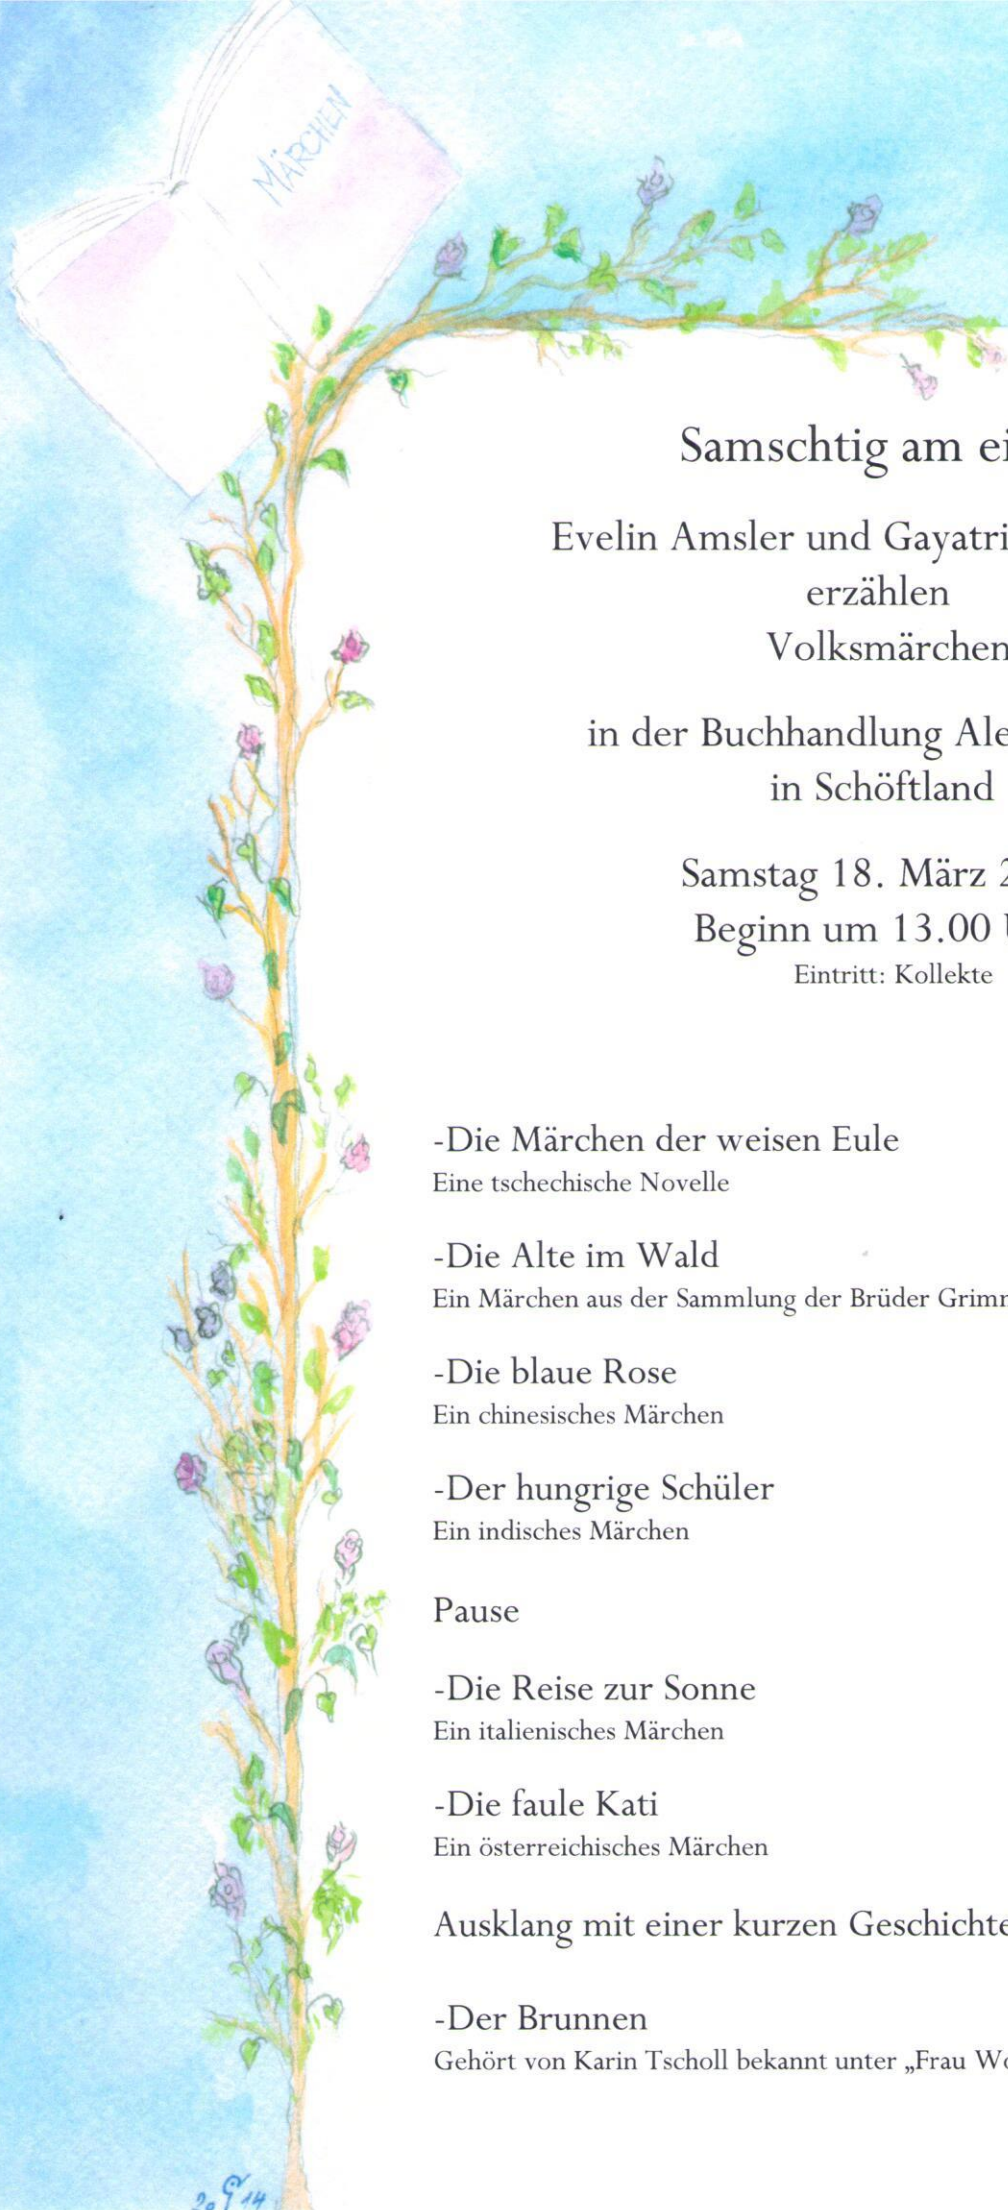 MÄRCHEN
Samschtig am ei
Evelin Amsler und Gayatri
erzählen
Volksmärchen
in der Buchhandlung Ale
in Schöftland
Samstag 18. März 2
Beginn um 13.00
Eintritt: Kollekte
-Die Märchen der weisen Eule
Eine tschechische Novelle
-Die Alte im Wald
Ein Märchen aus der Sammlung der Brüder Grimm
-Die blaue Rose
Ein chinesisches Märchen
-Der hungrige Schüler
Ein indisches Märchen
Pause
-Die Reise zur Sonne
Ein italienisches Märchen
-Die faule Kati
Ein österreichisches Märchen
Ausklang mit einer kurzen Geschichte
-Der Brunnen
Gehört von Karin Tscholl bekannt unter „Frau Wo
20 G 14